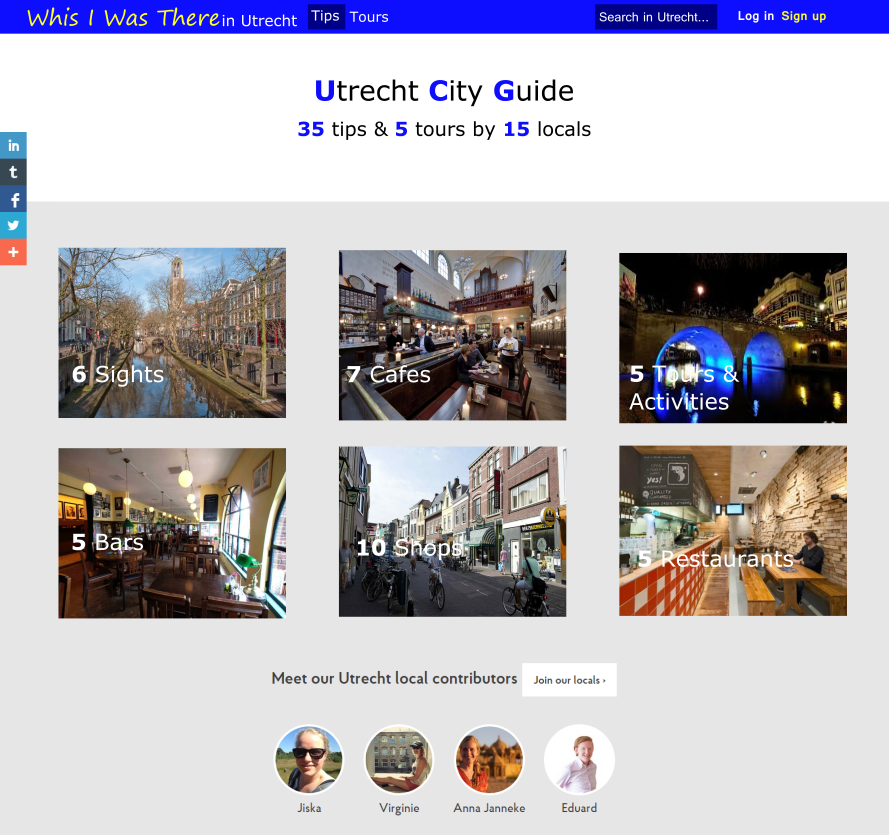 Whis I Was There in Utrecht Tips Tours Search in Utrecht... Log in Sign up
Utrecht City Guide
35 tips & 5 tours by 15 locals
in
t
f
+
6 Sights
7 Cafes
5 Tours &
Activities
yes!
QUALITY
5 Bars
10 Shops
5 Restaurants
Meet our Utrecht local contributors Join our locals ›
Jiska Virginie Anna Janneke Eduard